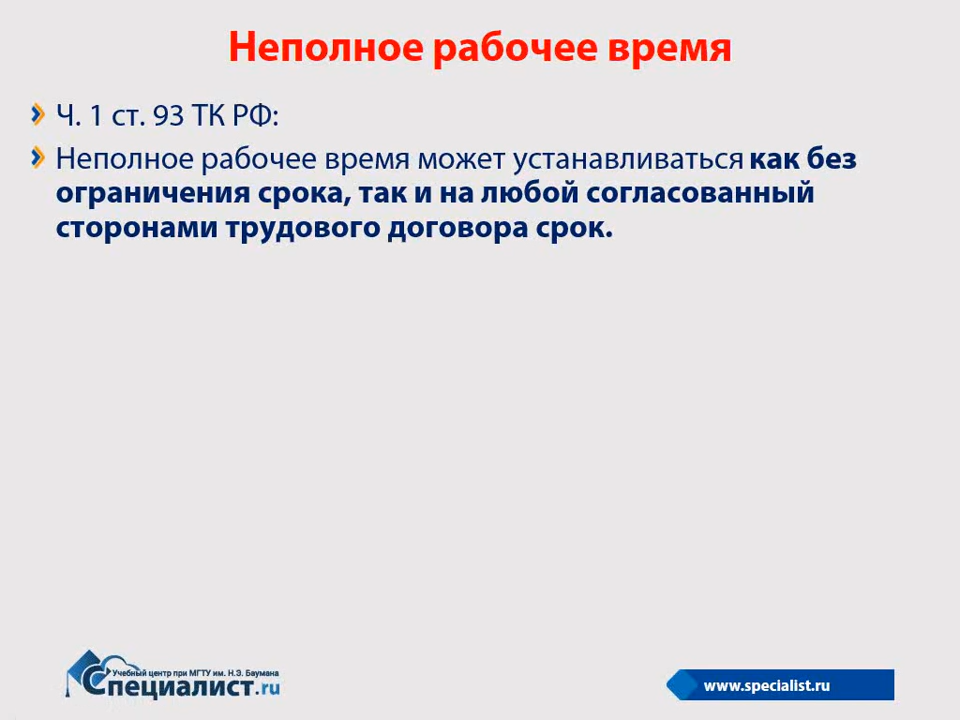 Неполное рабочее время
Ч. 1 ст. 93 ТК РФ:
Неполное рабочее время может устанавливаться как без
ограничения срока, так и на любой согласованный
сторонами трудового договора срок.
Учебный центр при МГТУ им. Н.Э. Баумана
Специалист.ru
www.specialist.ru